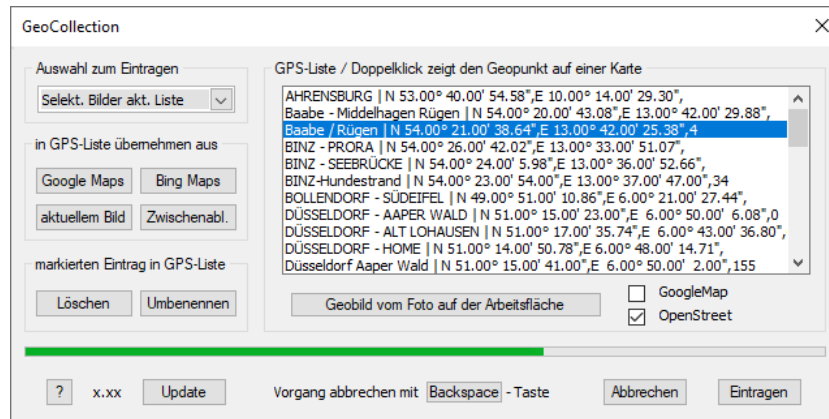 GeoCollection
Auswahl zum Eintragen
Selekt. Bilder akt. Liste
in GPS-Liste übernehmen aus
Google Maps Bing Maps
aktuellem Bild Zwischenabl.
markierten Eintrag in GPS-Liste
Löschen Umbenennen
GPS-Liste / Doppelklick zeigt den Geopunkt auf einer Karte
AHRENSBURG | N 53.00° 40.00' 54.58",E 10.00° 14.00' 29.30",
Baabe - Middelhagen Rügen | N 54.00° 20.00' 43.08",E 13.00° 42.00' 29.88",
Baabe / Rügen | N 54.00° 21.00' 38.64",E 13.00° 42.00' 25.38",4
BINZ - PRORA | N 54.00° 26.00' 42.02",E 13.00° 33.00' 51.07",
BINZ - SEEBRÜCKE | N 54.00° 24.00' 5.98",E 13.00° 36.00' 52.66",
BINZ-Hundestrand | N 54.00° 23.00' 54.00",E 13.00° 37.00' 47.00",34
BOLLENDORF - SÜDEIFEL | N 49.00° 51.00' 10.86",E 6.00° 21.00' 27.44",
DÜSSELDORF - AAPER WALD | N 51.00° 15.00' 23.00",E  6.00° 50.00'  6.08",0
DÜSSELDORF - ALT LOHAUSEN | N 51.00° 17.00' 35.74",E  6.00° 43.00' 36.80",
DÜSSELDORF - HOME | N 51.00° 14.00' 50.78",E 6.00° 48.00' 14.71",
Düsseldorf Aaper Wald | N 51.00° 15.00' 41.00",E  6.00° 50.00'  2.00",155
Geobild vom Foto auf der Arbeitsfläche
GoogleMap
OpenStreet
? x.xx Update Vorgang abbrechen mit Backspace - Taste Abbrechen Eintragen